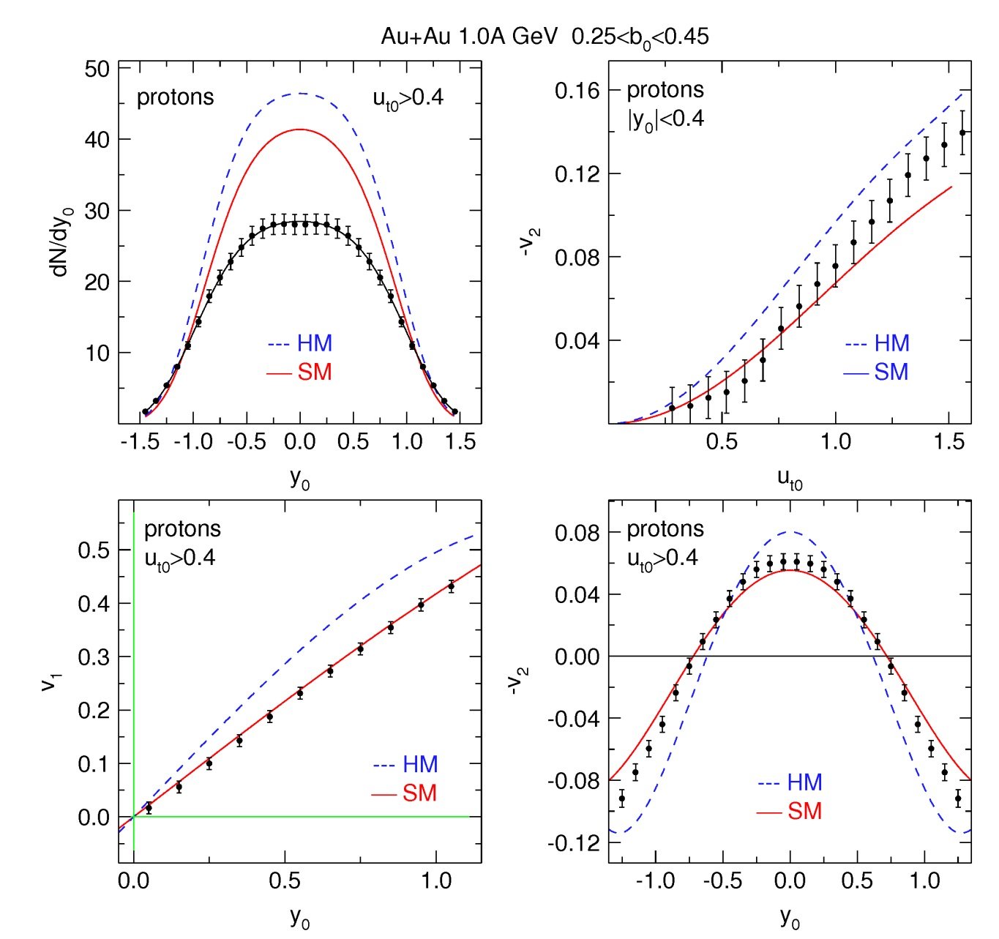 Au+Au 1.0A GeV 0.25<b0<0.45
50
40
30
20
10
dN/dy0
protons
ut0>0.4
HM
SM
-1.5 -1.0 -0.5 0.0 0.5 1.0 1.5
y0
0.16
0.12
0.08
0.04
-v2
protons
|y0|<0.4
HM
SM
0.5 1.0 1.5
ut0
0.5
0.4
0.3
0.2
0.1
0.0
v1
protons
ut0>0.4
HM
SM
0.0 0.5 1.0
y0
0.08
0.04
0.00
-0.04
-0.08
-0.12
-v2
protons
ut0>0.4
HM
SM
-1.0 -0.5 0.0 0.5 1.0
y0